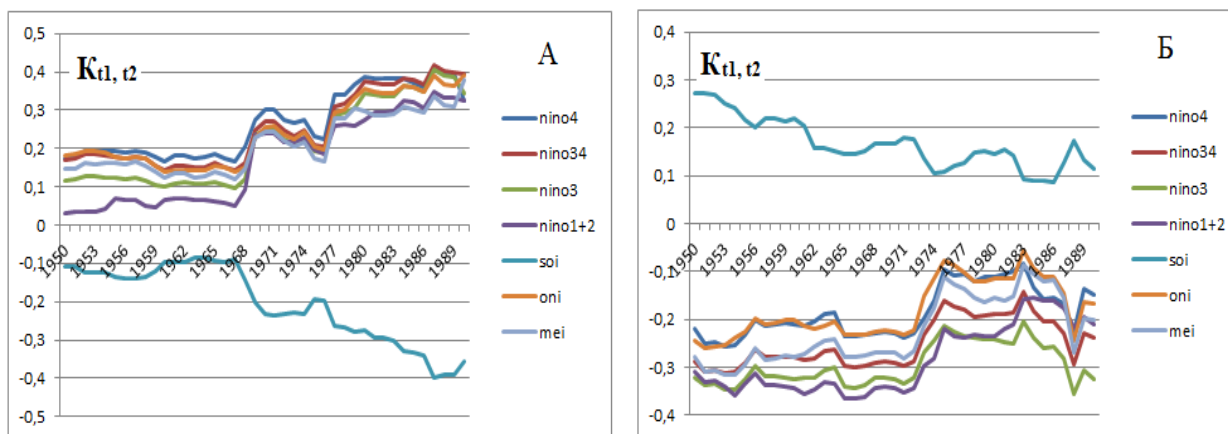 0,5
0,4
0,3
0,2
0,1
0
-0,1
-0,2
-0,3
-0,4
-0,5
Kt1, t2
А
1950
1953
1956
1959
1962
1965
1968
1971
1974
1977
1980
1983
1986
1989
nino4
nino34
nino3
nino1+2
soi
oni
mei
0,4
0,3
0,2
0,1
0
-0,1
-0,2
-0,3
-0,4
Kt1, t2
Б
1950
1953
1956
1959
1962
1965
1968
1971
1974
1977
1980
1983
1986
1989
nino4
nino34
nino3
nino1+2
soi
oni
mei